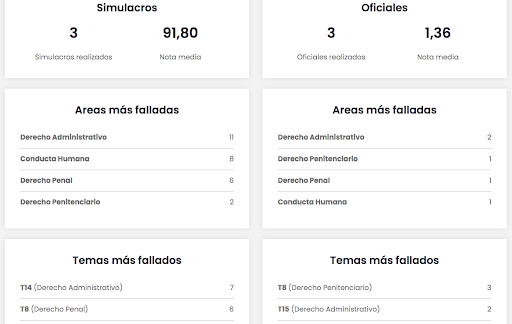 Simulacros
3
91,80
Simulacros realizados
Nota media
Oficiales
3
1,36
Oficiales realizados
Nota media
Areas más falladas
Derecho Administrativo 11
Conducta Humana 8
Derecho Penal 6
Derecho Penitenciario 2
Areas más falladas
Derecho Administrativo 2
Derecho Penitenciario 1
Derecho Penal 1
Conducta Humana 1
Temas más fallados
T14 (Derecho Administrativo) 7
T8 (Derecho Penal) 6
Temas más fallados
T8 (Derecho Penitenciario) 3
T15 (Derecho Administrativo) 2